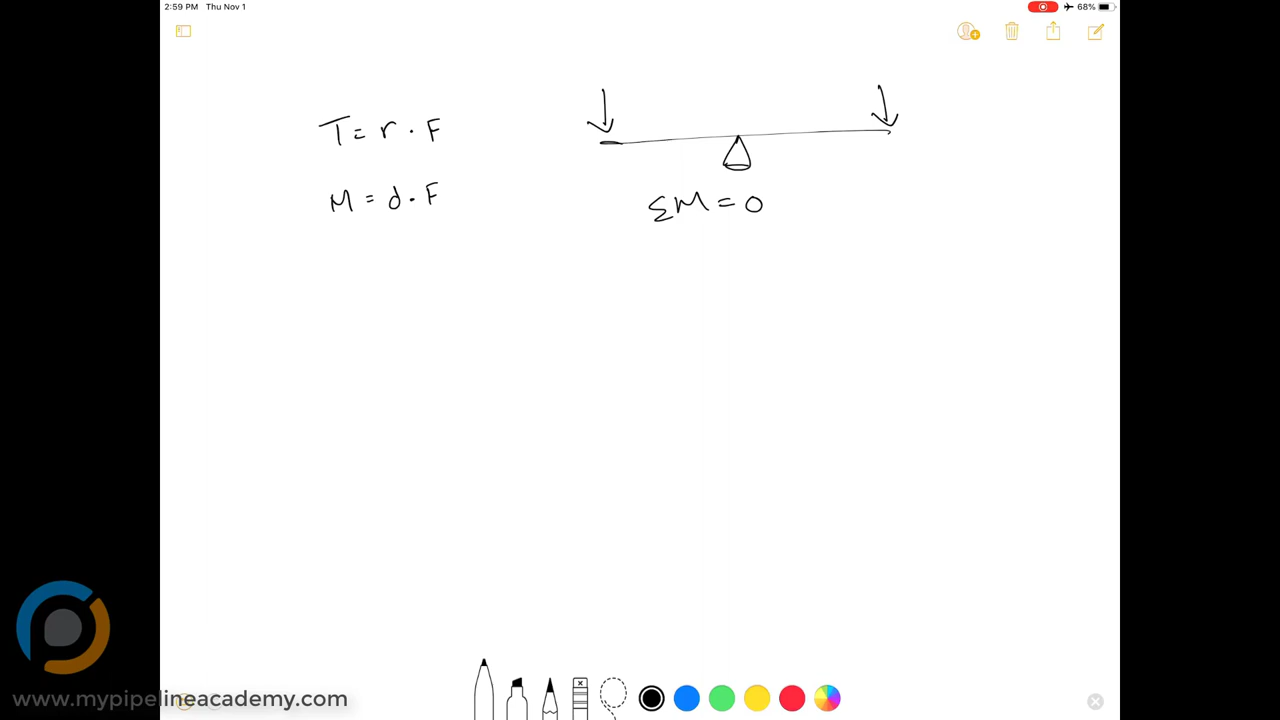 2:59 PM Thu Nov 1
68%
T = r · F
M = d · F
ΣM = 0
www.mypipelineacademy.com